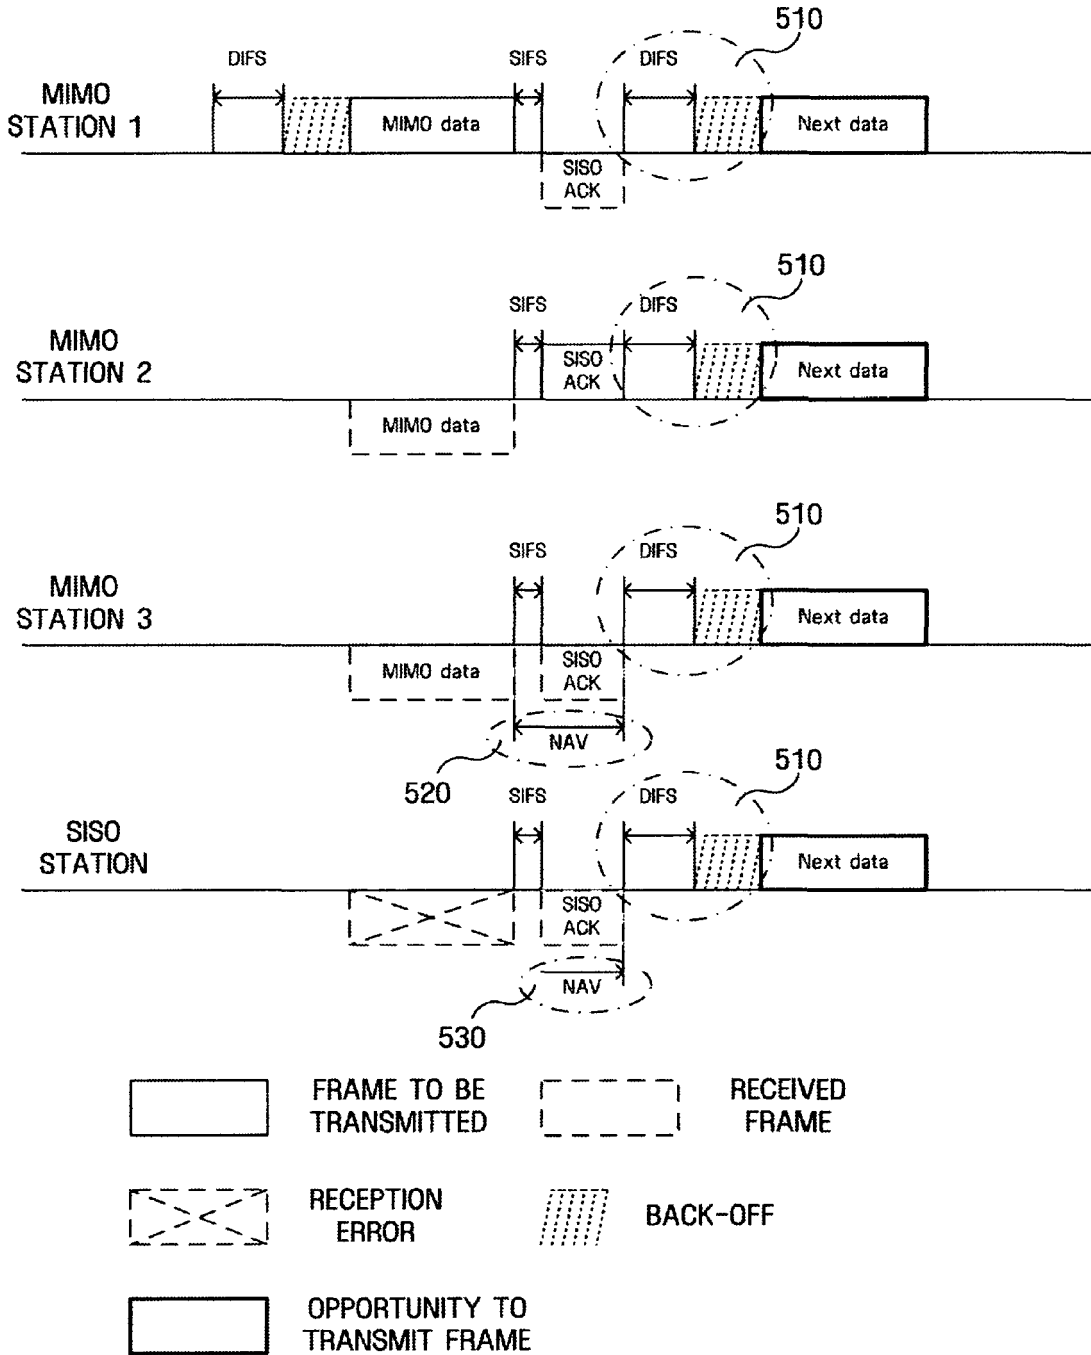 510
DIFS
SIFS
DIFS
MIMO
STATION 1
MIMO data
Next data
SISO
ACK
510
SIFS
DIFS
MIMO
STATION 2
SISO
ACK
Next data
MIMO data
510
SIFS
DIFS
MIMO
STATION 3
Next data
MIMO data
SISO
ACK
NAV
520
510
SIFS
DIFS
SISO
STATION
Next data
SISO
ACK
NAV
530
FRAME TO BE
TRANSMITTED
RECEIVED
FRAME
RECEPTION
ERROR
BACK-OFF
OPPORTUNITY TO
TRANSMIT FRAME